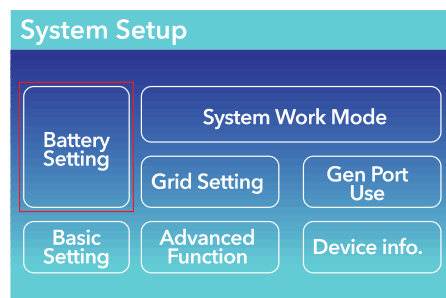 System Setup
Battery
Setting
System Work Mode
Grid Setting
Gen Port
Use
Basic
Setting
Advanced
Function
Device info.